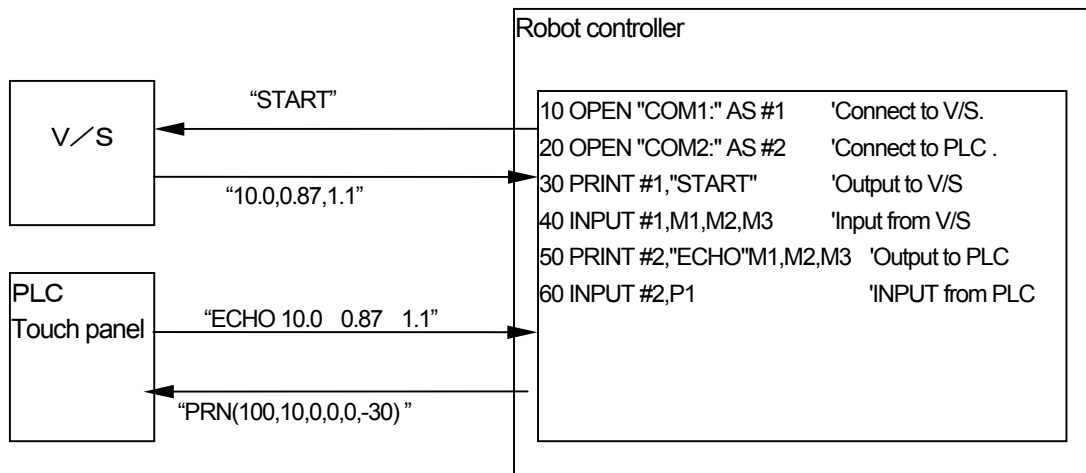 Robot controller
V／S
“START”
“10.0,0.87,1.1”
10 OPEN "COM1:" AS #1 'Connect to V/S.
20 OPEN "COM2:" AS #2 'Connect to PLC .
30 PRINT #1,"START" 'Output to V/S
40 INPUT #1,M1,M2,M3 'Input from V/S
50 PRINT #2,"ECHO"M1,M2,M3 'Output to PLC
60 INPUT #2,P1 'INPUT from PLC
PLC
Touch panel
“ECHO 10.0 0.87 1.1”
“PRN(100,10,0,0,0,-30) ”